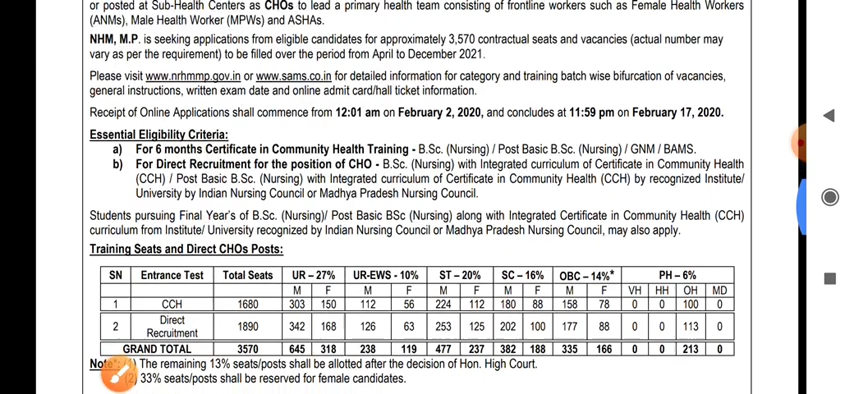 or posted at Sub-Health Centers as CHOs to lead a primary health team consisting of frontline workers such as Female Health Workers
(ANMs), Male Health Worker (MPWs) and ASHAs.
NHM, M.P. is seeking applications from eligible candidates for approximately 3,570 contractual seats and vacancies (actual number may
vary as per the requirement) to be filled over the period from April to December 2021.
Please visit www.nrhmmp.gov.in or www.sams.co.in for detailed information for category and training batch wise bifurcation of vacancies,
general instructions, written exam date and online admit card/hall ticket information.
Receipt of Online Applications shall commence from 12:01 am on February 2, 2020, and concludes at 11:59 pm on February 17, 2020.
Essential Eligibility Criteria:
a) For 6 months Certificate in Community Health Training - B.Sc. (Nursing) / Post Basic B.Sc. (Nursing) / GNM / BAMS.
b) For Direct Recruitment for the position of CHO - B.Sc. (Nursing) with Integrated curriculum of Certificate in Community Health
(CCH) / Post Basic B.Sc. (Nursing) with Integrated curriculum of Certificate in Community Health (CCH) by recognized Institute/
University by Indian Nursing Council or Madhya Pradesh Nursing Council.
Students pursuing Final Year's of B.Sc. (Nursing)/ Post Basic BSc (Nursing) along with Integrated Certificate in Community Health (CCH)
curriculum from Institute/ University recognized by Indian Nursing Council or Madhya Pradesh Nursing Council, may also apply.
Training Seats and Direct CHOs Posts:
SN Entrance Test Total Seats UR – 27% UR-EWS - 10% ST – 20% SC – 16% OBC – 14%* PH – 6%
M F M F M F M F M F VH HH OH MD
1 CCH 1680 303 150 112 56 224 112 180 88 158 78 0 0 100 0
2 Direct Recruitment 1890 342 168 126 63 253 125 202 100 177 88 0 0 113 0
GRAND TOTAL 3570 645 318 238 119 477 237 382 188 335 166 0 0 213 0
Note*: (1) The remaining 13% seats/posts shall be allotted after the decision of Hon. High Court.
(2) 33% seats/posts shall be reserved for female candidates.